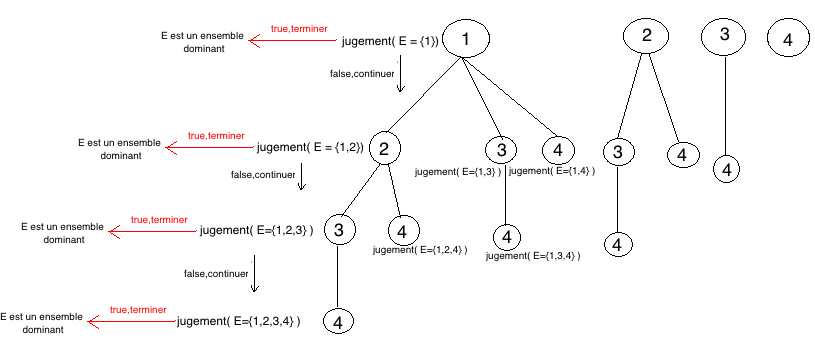 E est un ensemble
dominant
true,terminer
jugement( E = {1})
1
2
3
4
false,continuer
E est un ensemble
dominant
true,terminer
jugement( E = {1,2})
2
3
4
3
4
4
jugement( E={1,3} )
jugement( E={1,4} )
false,continuer
E est un ensemble
dominant
true,terminer
jugement( E={1,2,3} )
3
4
4
4
jugement( E={1,2,4} )
jugement( E={1,3,4} )
false,continuer
E est un ensemble
dominant
true,terminer
jugement( E={1,2,3,4} )
4